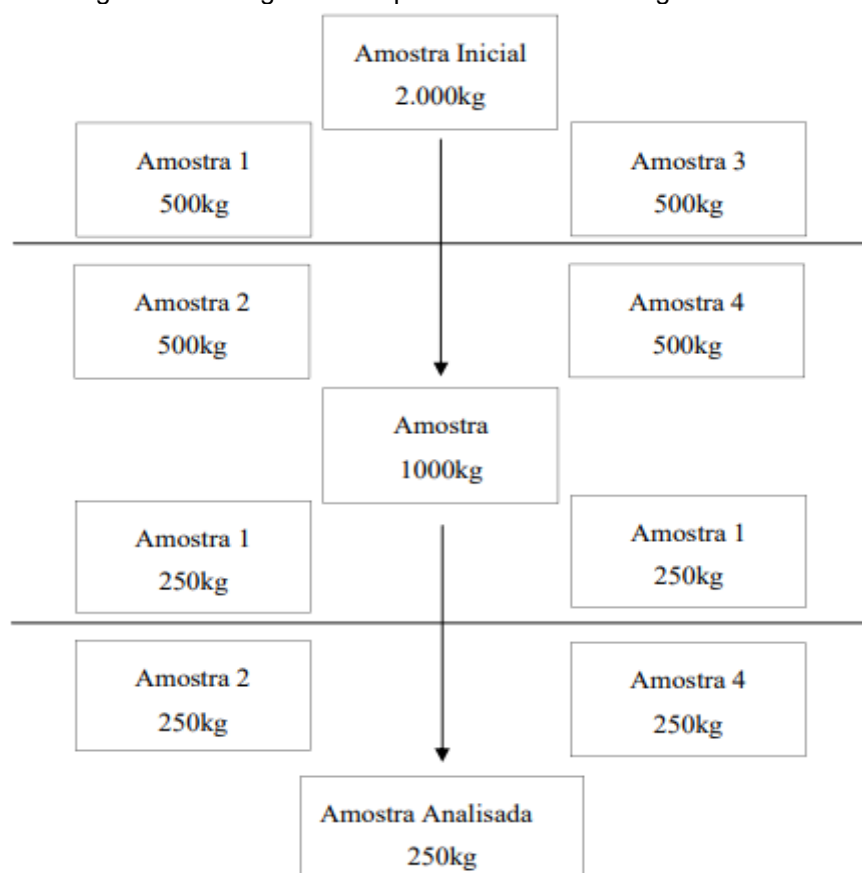 Amostra Inicial
2.000kg
Amostra 1
500kg
Amostra 3
500kg
Amostra 2
500kg
Amostra 4
500kg
Amostra
1000kg
Amostra 1
250kg
Amostra 1
250kg
Amostra 2
250kg
Amostra 4
250kg
Amostra Analisada
250kg